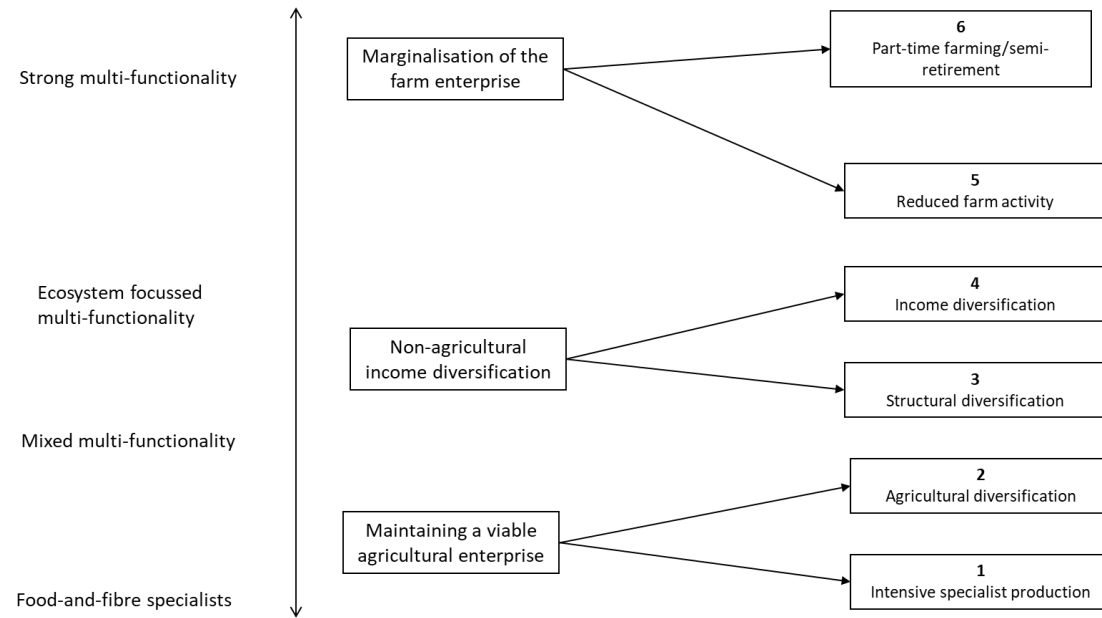 Strong multi-functionality
Marginalisation of the
farm enterprise
6
Part-time farming/semi-
retirement
5
Reduced farm activity
Ecosystem focussed
multi-functionality
Non-agricultural
income diversification
4
Income diversification
3
Structural diversification
Mixed multi-functionality
Maintaining a viable
agricultural enterprise
2
Agricultural diversification
1
Intensive specialist production
Food-and-fibre specialists